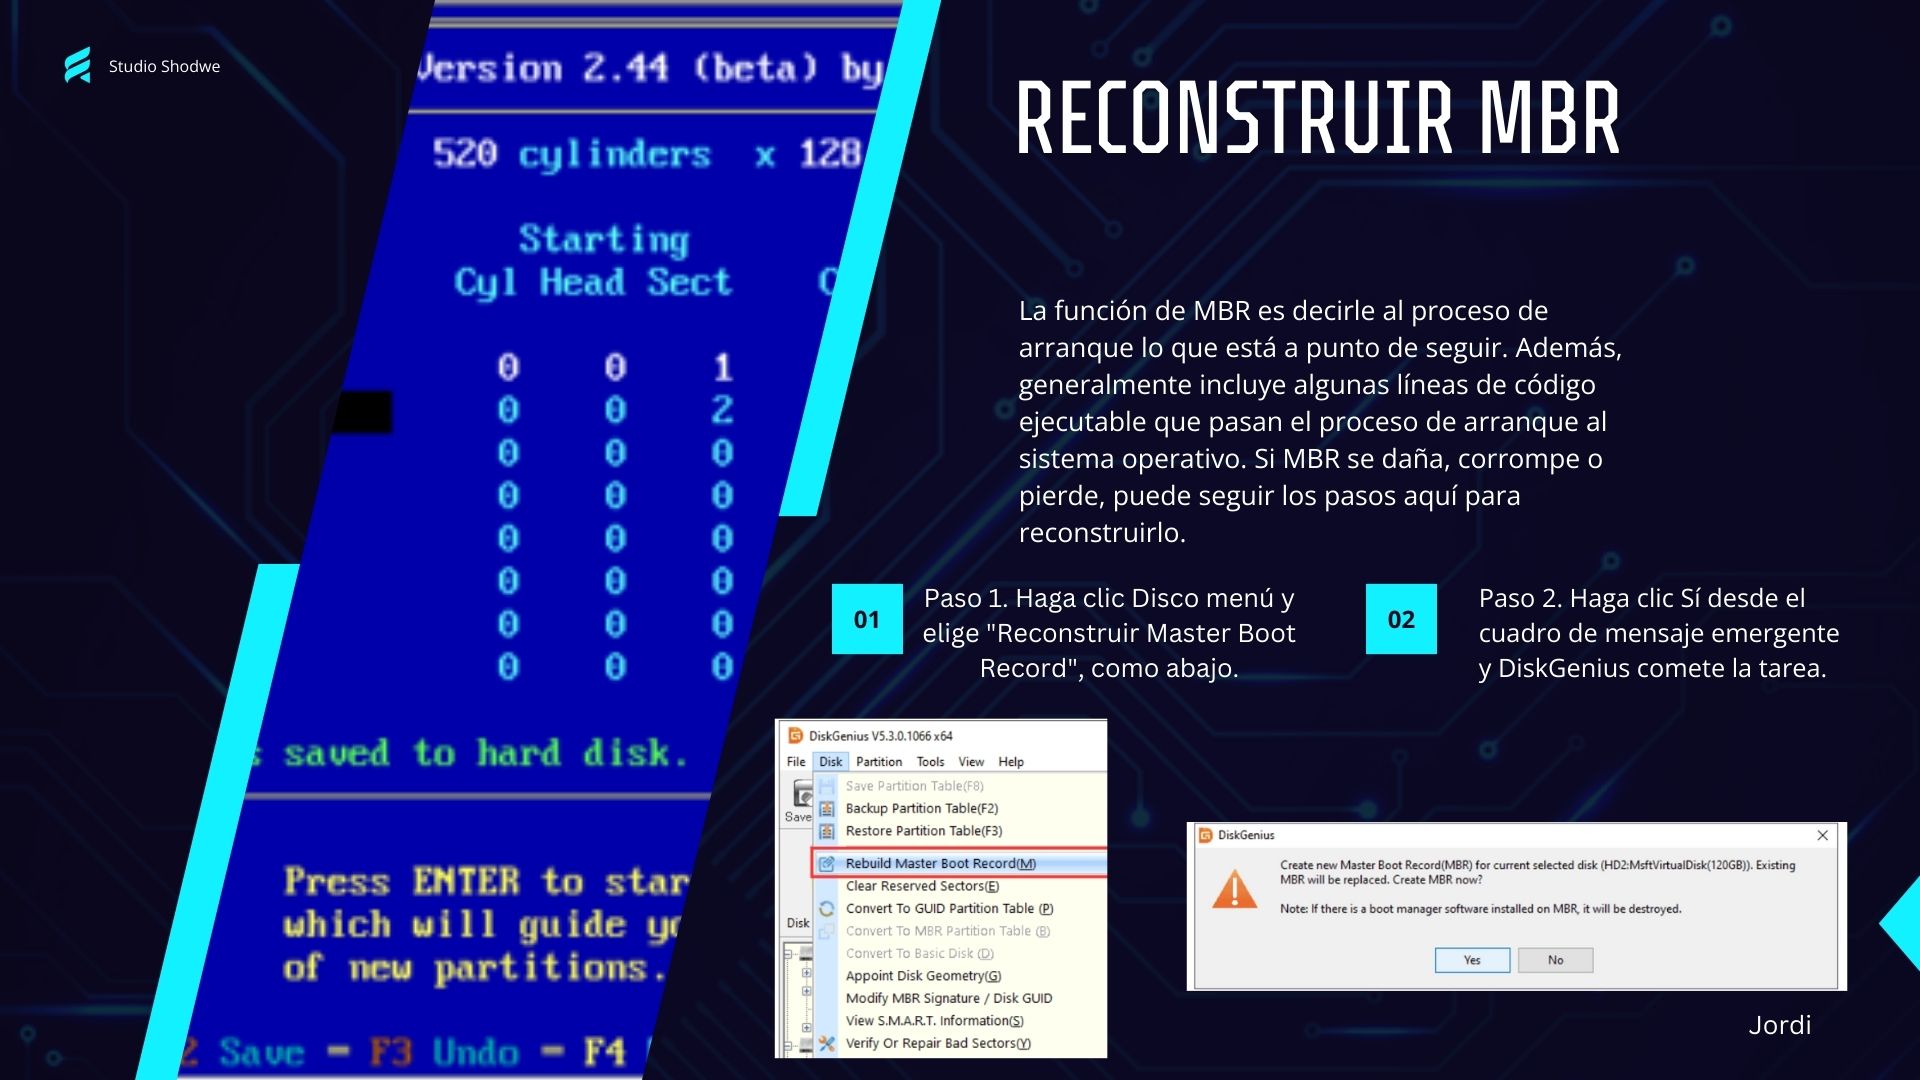 Studio Shodwe
Version 2.44 (beta) by
520 cylinders x 128
Starting
Cyl Head Sect
0 0 1
0 0 2
0 0 0
0 0 0
0 0 0
0 0 0
0 0 0
0 0 0
saved to hard disk.
Press ENTER to star
which will guide
of new partitions.
2 Save - F3 Undo - F4
RECONSTRUIR MBR
La función de MBR es decirle al proceso de
arranque lo que está a punto de seguir. Además,
generalmente incluye algunas líneas de código
ejecutable que pasan el proceso de arranque al
sistema operativo. Si MBR se daña, corrompe o
pierde, puede seguir los pasos aquí para
reconstruirlo.
01
Paso 1. Haga clic Disco menú y
elige "Reconstruir Master Boot
Record", como abajo.
02
Paso 2. Haga clic Sí desde el
cuadro de mensaje emergente
y DiskGenius comete la tarea.
DiskGenius V5.3.0.1066 x64
File Disk Partition Tools View Help
Save
Disk
Save Partition Table(F8)
Backup Partition Table(F2)
Restore Partition Table(F3)
Rebuild Master Boot Record(M)
Clear Reserved Sectors(E)
Convert To GUID Partition Table (P)
Convert To MBR Partition Table (B)
Convert To Basic Disk (D)
Appoint Disk Geometry(G)
Modify MBR Signature / Disk GUID
View S.M.A.R.T. Information(S)
Verify Or Repair Bad Sectors(Y)
DiskGenius
Create new Master Boot Record(MBR) for current selected disk (HD2:MsftVirtualDisk(120GB)). Existing
MBR will be replaced. Create MBR now?
Note: If there is a boot manager software installed on MBR, it will be destroyed.
Yes No
Jordi